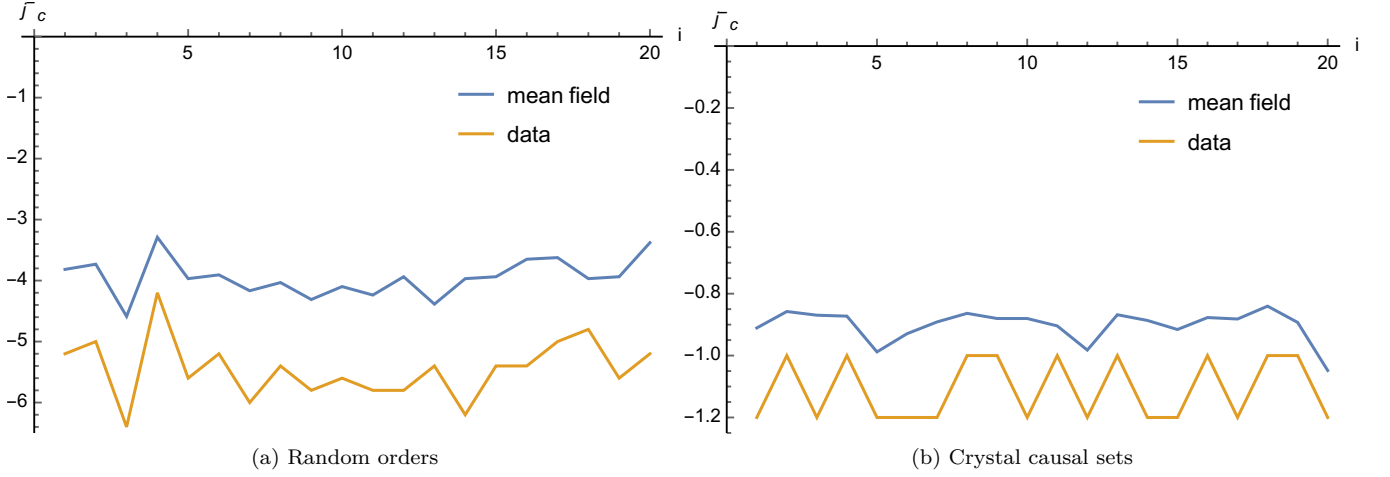 j̄c
i
5
10
15
20
−1
−2
−3
−4
−5
−6
mean field
data
(a) Random orders
j̄c
i
5
10
15
20
−0.2
−0.4
−0.6
−0.8
−1.0
−1.2
mean field
data
(b) Crystal causal sets